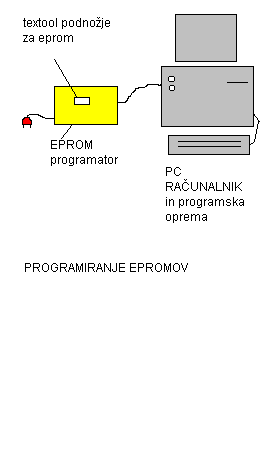 textool podnožje
za eprom
EPROM
programator
PC
RAČUNALNIK
in programska
oprema
PROGRAMIRANJE EPROMOV